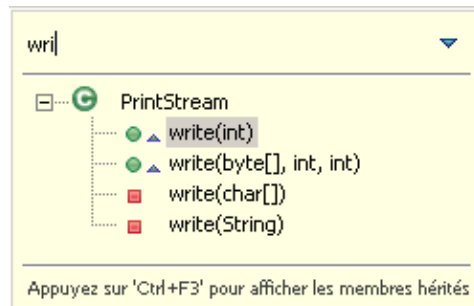 wri
C PrintStream
write(int)
write(byte[], int, int)
write(char[])
write(String)
Appuyez sur 'Ctrl+F3' pour afficher les membres hérités